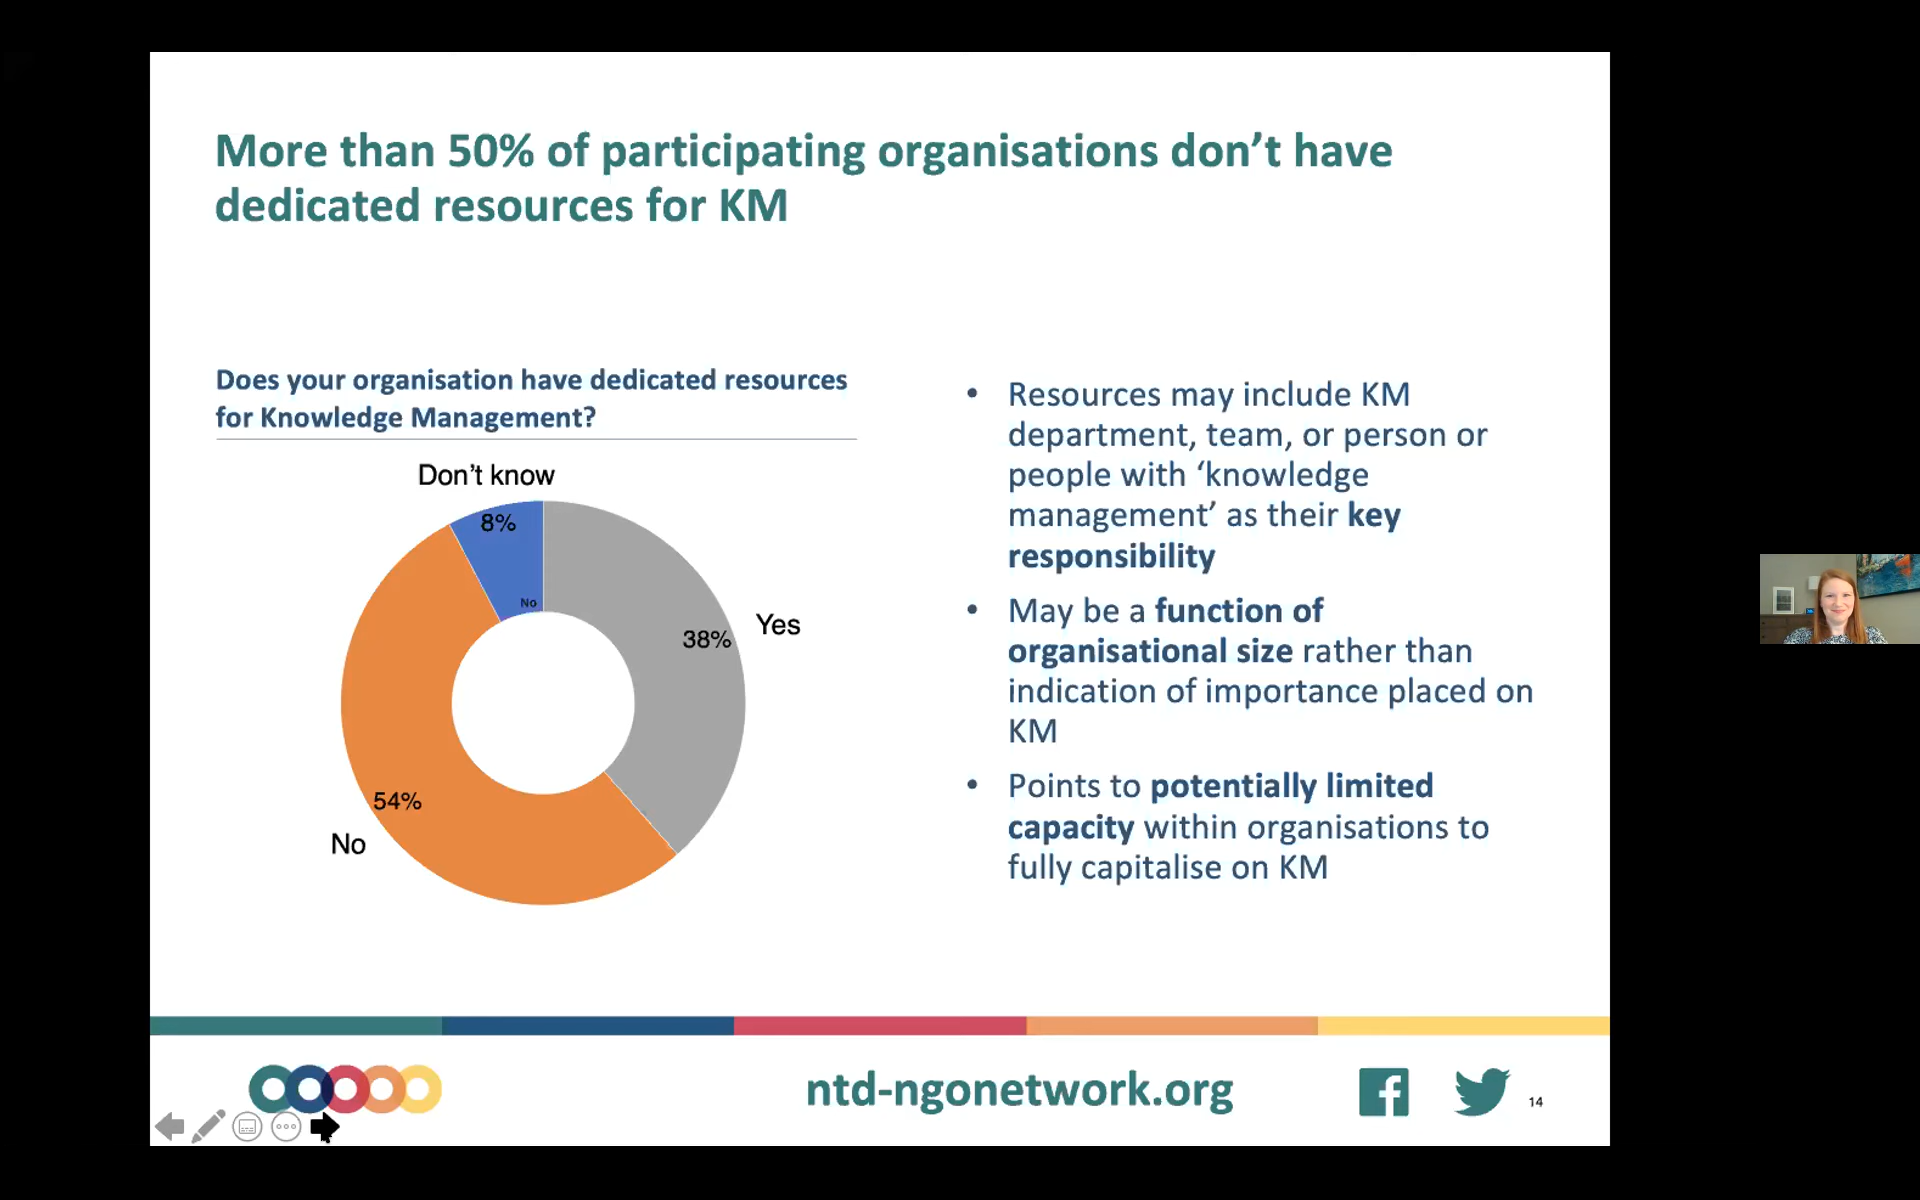 More than 50% of participating organisations don’t have
dedicated resources for KM
Does your organisation have dedicated resources
for Knowledge Management?
Don’t know
8%
No
38%
Yes
54%
No
• Resources may include KM
department, team, or person or
people with ‘knowledge
management’ as their key
responsibility
• May be a function of
organisational size rather than
indication of importance placed on
KM
• Points to potentially limited
capacity within organisations to
fully capitalise on KM
ntd-ngonetwork.org
14